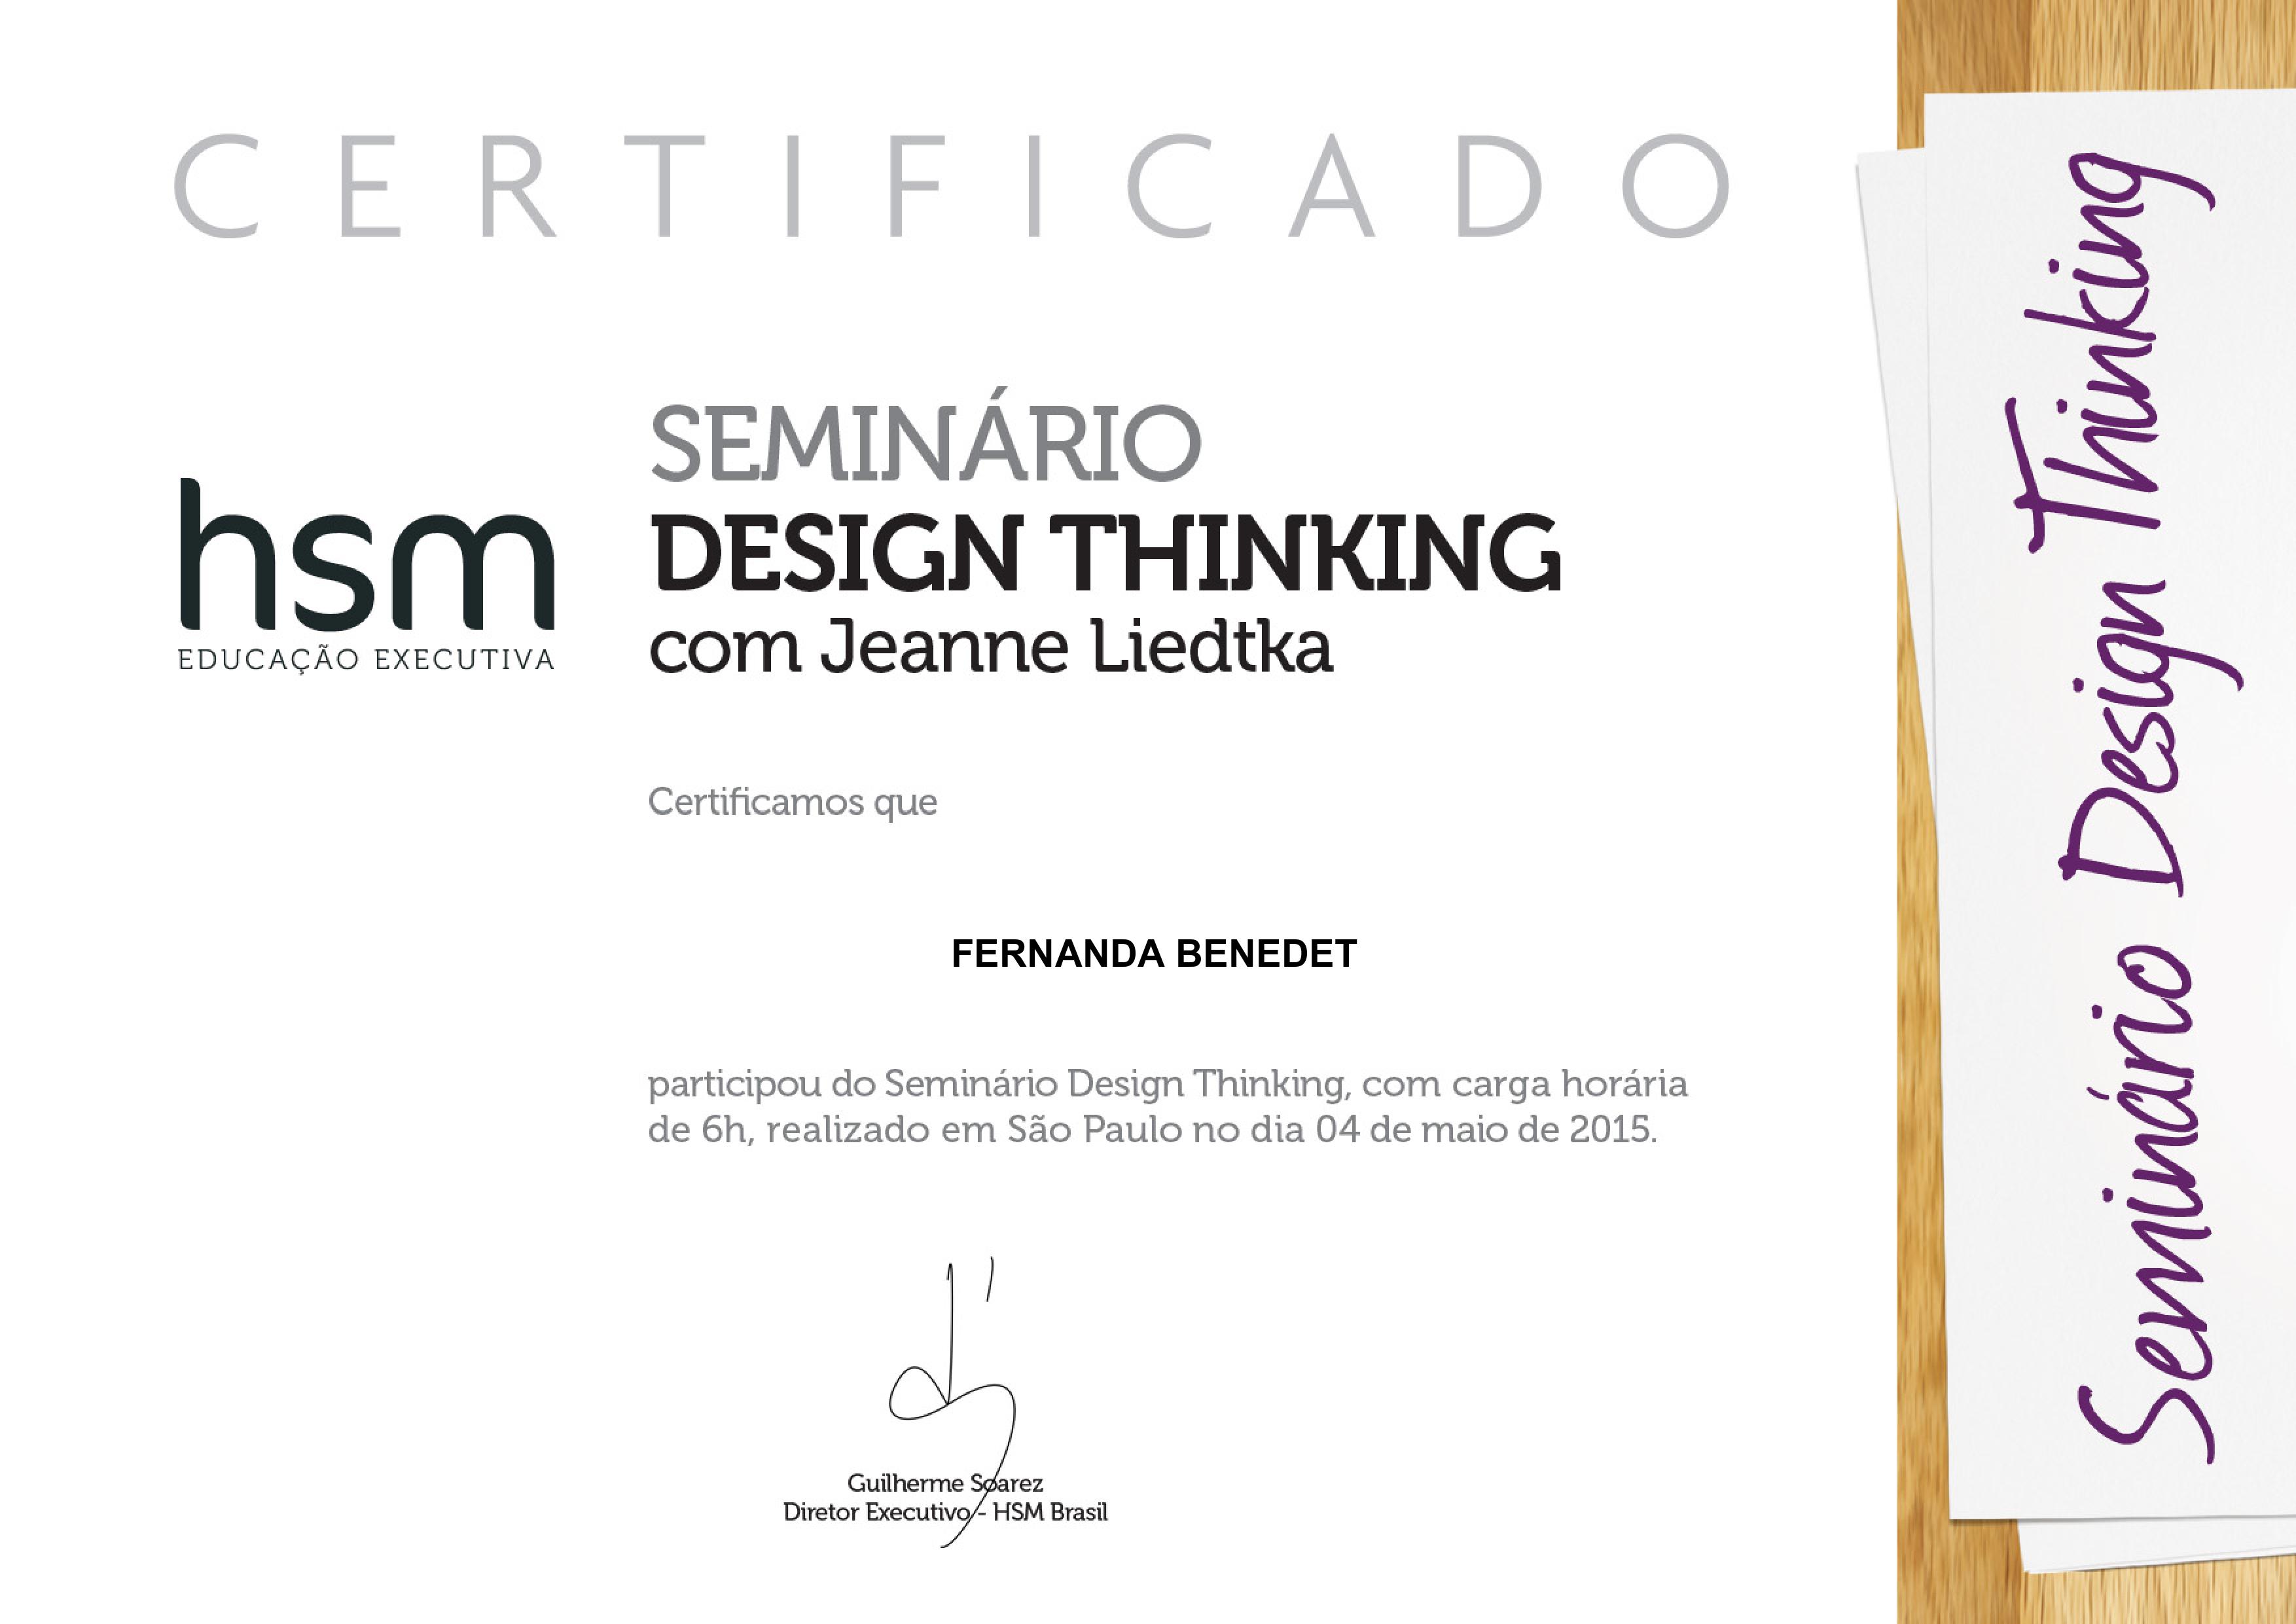 CERTIFICADO
hsm
EDUCAÇÃO EXECUTIVA
SEMINÁRIO
DESIGN THINKING
com Jeanne Liedtka
Certificamos que
FERNANDA BENEDET
participou do Seminário Design Thinking, com carga horária
de 6h, realizado em São Paulo no dia 04 de maio de 2015.
Guilherme Soarez
Diretor Executivo - HSM Brasil
Seminário Design Thinking